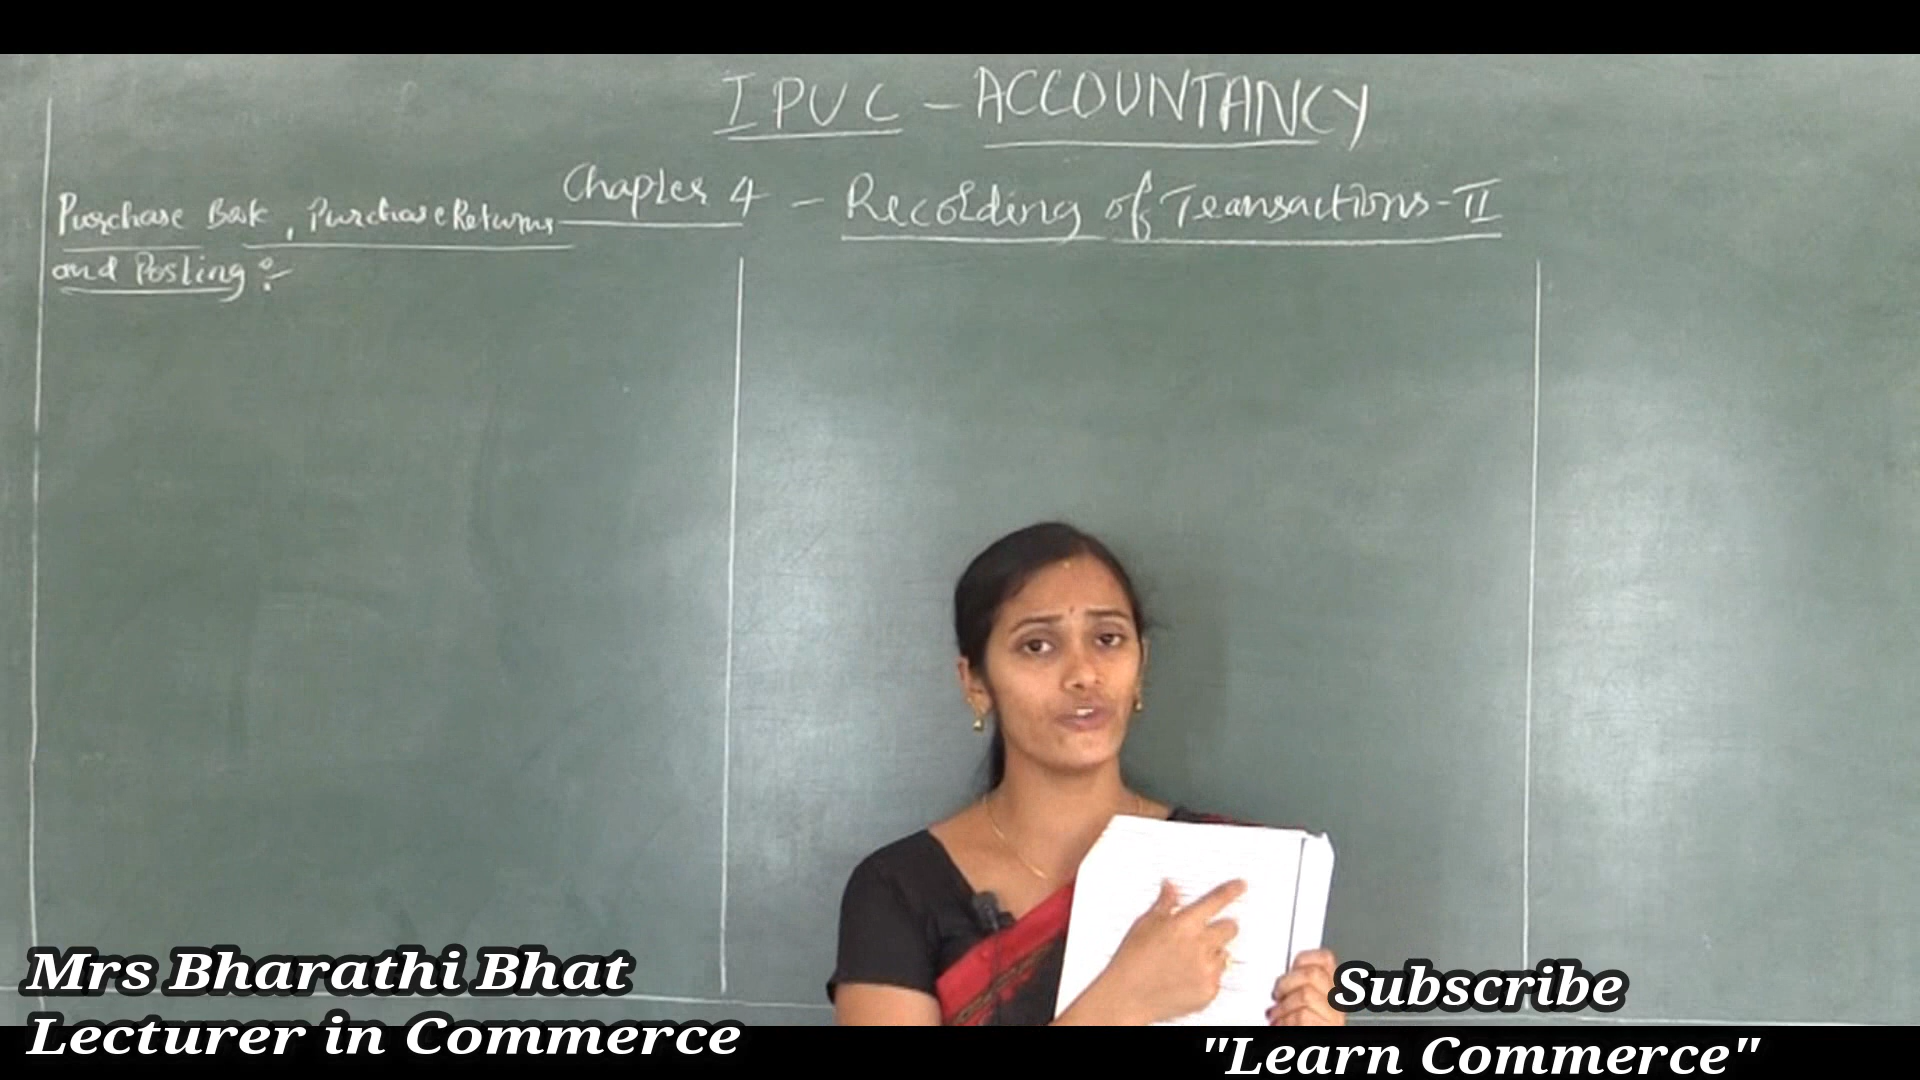 I PUC - ACCOUNTANCY
Chapter 4 - Recording of Transactions-II
Purchase Book, Purchase Returns
and Posting :-
Mrs Bharathi Bhat
Lecturer in Commerce
Subscribe
"Learn Commerce"